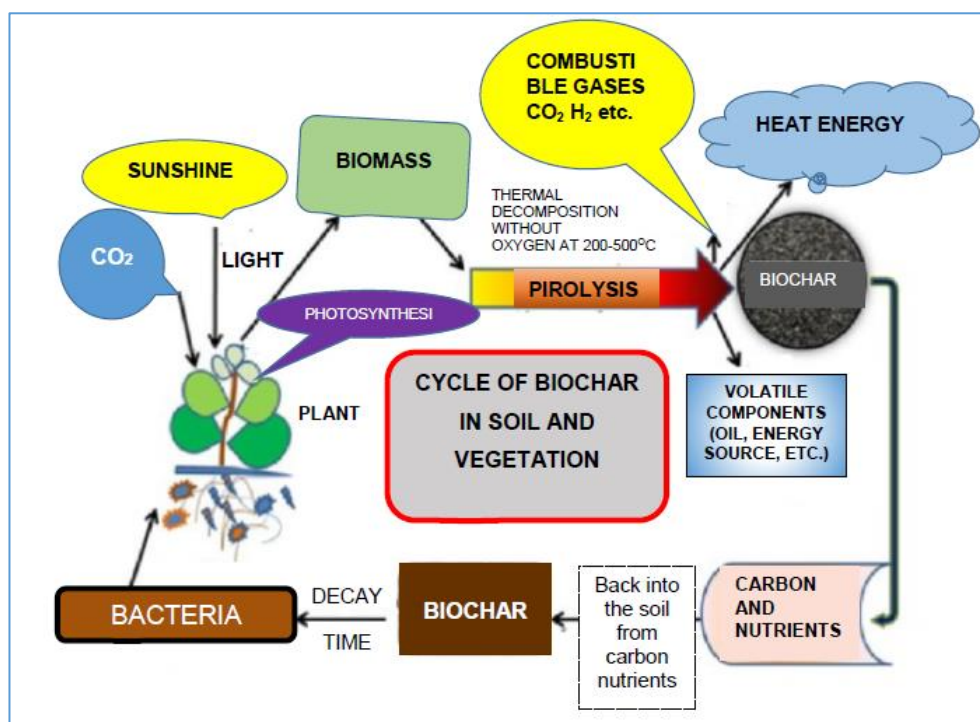 COMBUSTI
BLE GASES
CO₂ H₂ etc.
HEAT ENERGY
SUNSHINE
BIOMASS
THERMAL
DECOMPOSITION
WITHOUT
OXYGEN AT 200-500°C
CO₂
LIGHT
PIROLYSIS
BIOCHAR
PHOTOSYNTHESI
PLANT
CYCLE OF BIOCHAR
IN SOIL AND
VEGETATION
VOLATILE
COMPONENTS
(OIL, ENERGY
SOURCE, ETC.)
BACTERIA
DECAY
TIME
BIOCHAR
Back into
the soil
from
carbon
nutrients
CARBON
AND
NUTRIENTS